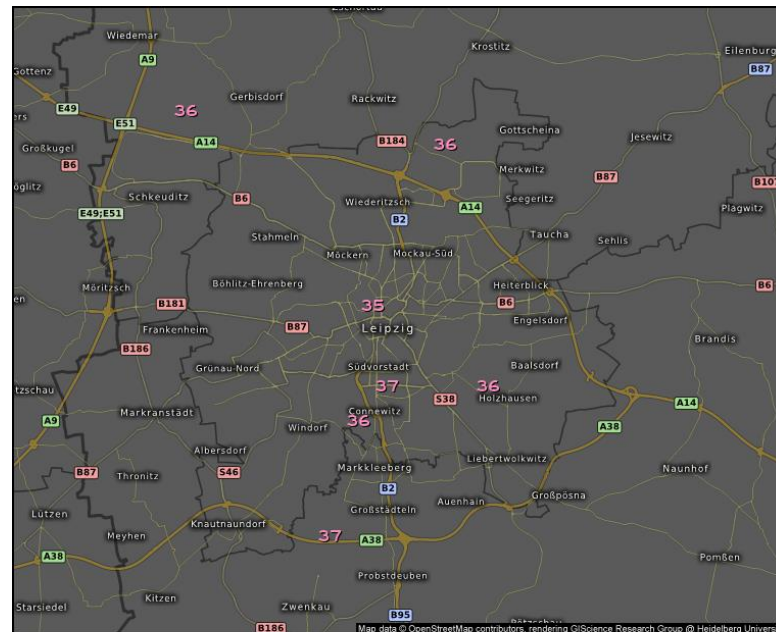 Wiedemar
Krostitz
Eilenburg
A9
B87
Gottenz
E49
36
Gerbisdorf
Rackwitz
E51
Gottscheina
Großkugel
A14
B184
36
Jesewitz
B6
Merkwitz
B87
Schkeuditz
B6
Wiederitzsch
Seegeritz
Plagwitz
E49;E51
B2
A14
Stahmeln
Taucha
Sehlis
Möckern
Mockau-Süd
Möritzsch
Böhlitz-Ehrenberg
Heiterblick
B6
B181
35
B6
Frankenheim
B87
Leipzig
Engelsdorf
B186
Brandis
Grünau-Nord
Südvorstadt
Baalsdorf
37
36
S38
Holzhausen
A14
A9
Markranstädt
Connewitz
36
Windorf
A38
Albersdorf
Liebertwolkwitz
B87
Thronitz
S46
Markkleeberg
Naunhof
B2
Großpösna
Lützen
Knautnaundorf
Großstädteln
Auenhain
Meyhen
37
A38
A38
Pomßen
Probstdeuben
Kitzen
Starsiedel
Zwenkau
B95
B186
Map data © OpenStreetMap contributors, rendering GIScience Research Group @ Heidelberg